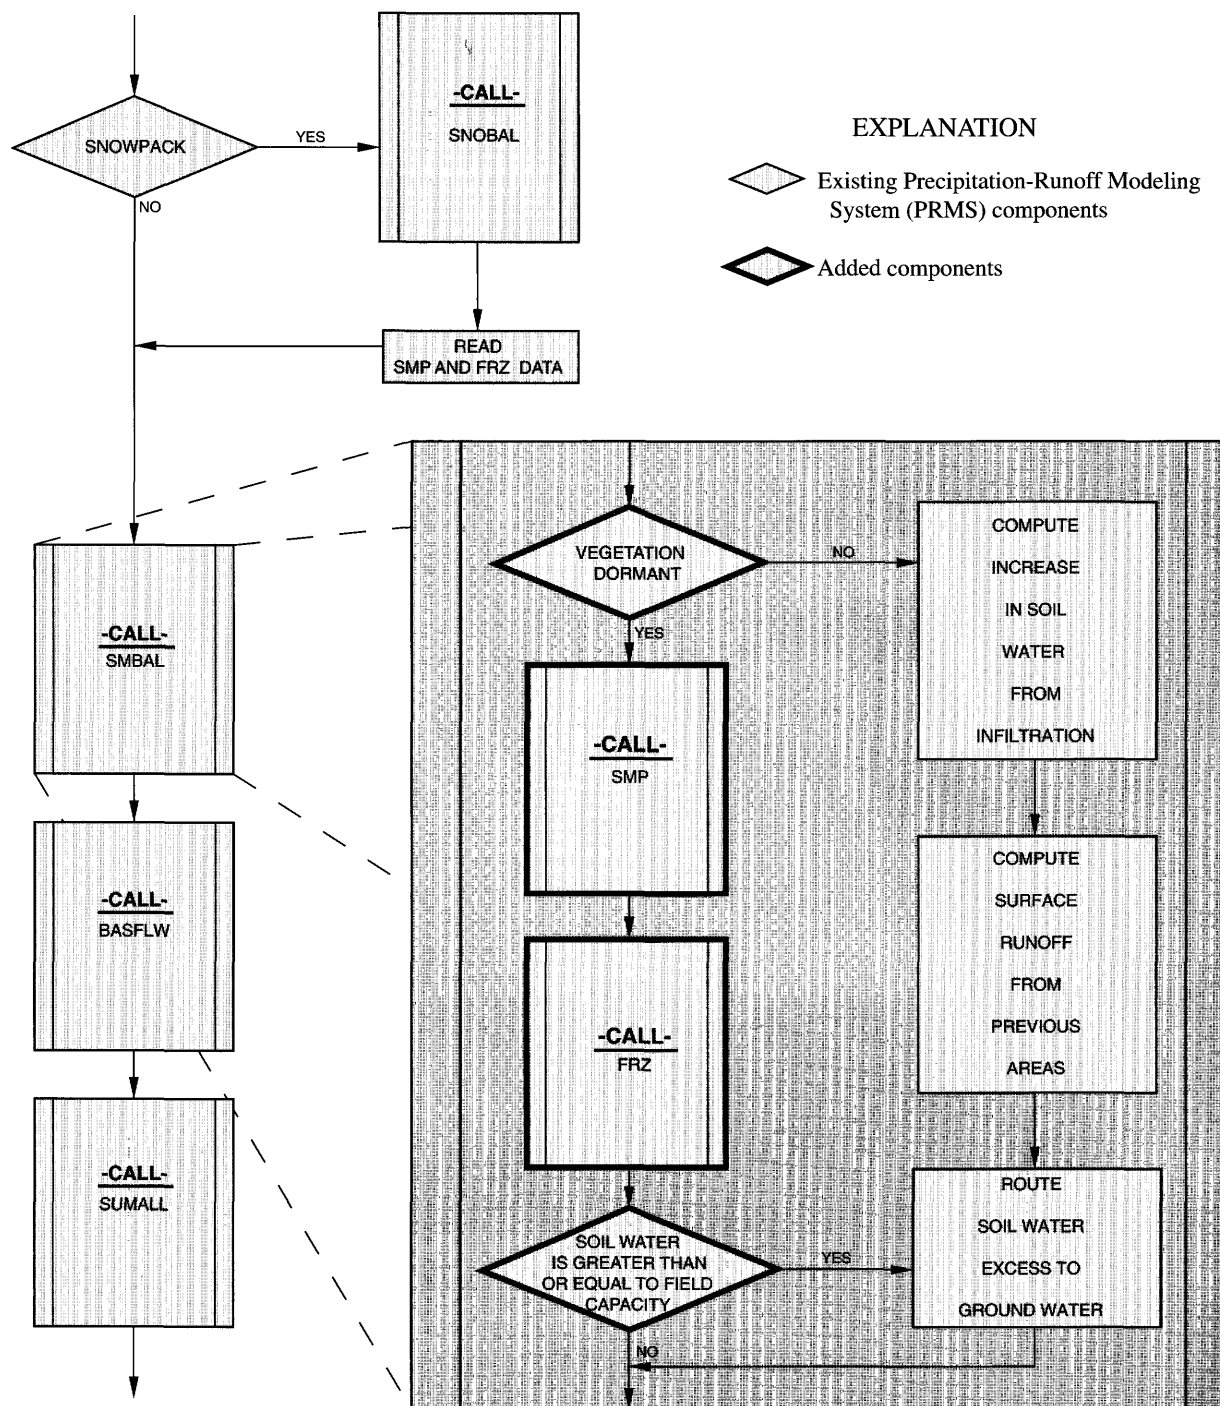 -CALL-
SNOBAL
SNOWPACK
YES
NO
READ
SMP AND FRZ DATA
EXPLANATION
Existing Precipitation-Runoff Modeling
System (PRMS) components
Added components
-CALL-
SMBAL
-CALL-
BASFLW
-CALL-
SUMALL
VEGETATION
DORMANT
NO
YES
-CALL-
SMP
-CALL-
FRZ
SOIL WATER
IS GREATER THAN
OR EQUAL TO FIELD
CAPACITY
YES
NO
COMPUTE
INCREASE
IN SOIL
WATER
FROM
INFILTRATION
COMPUTE
SURFACE
RUNOFF
FROM
PREVIOUS
AREAS
ROUTE
SOIL WATER
EXCESS TO
GROUND WATER